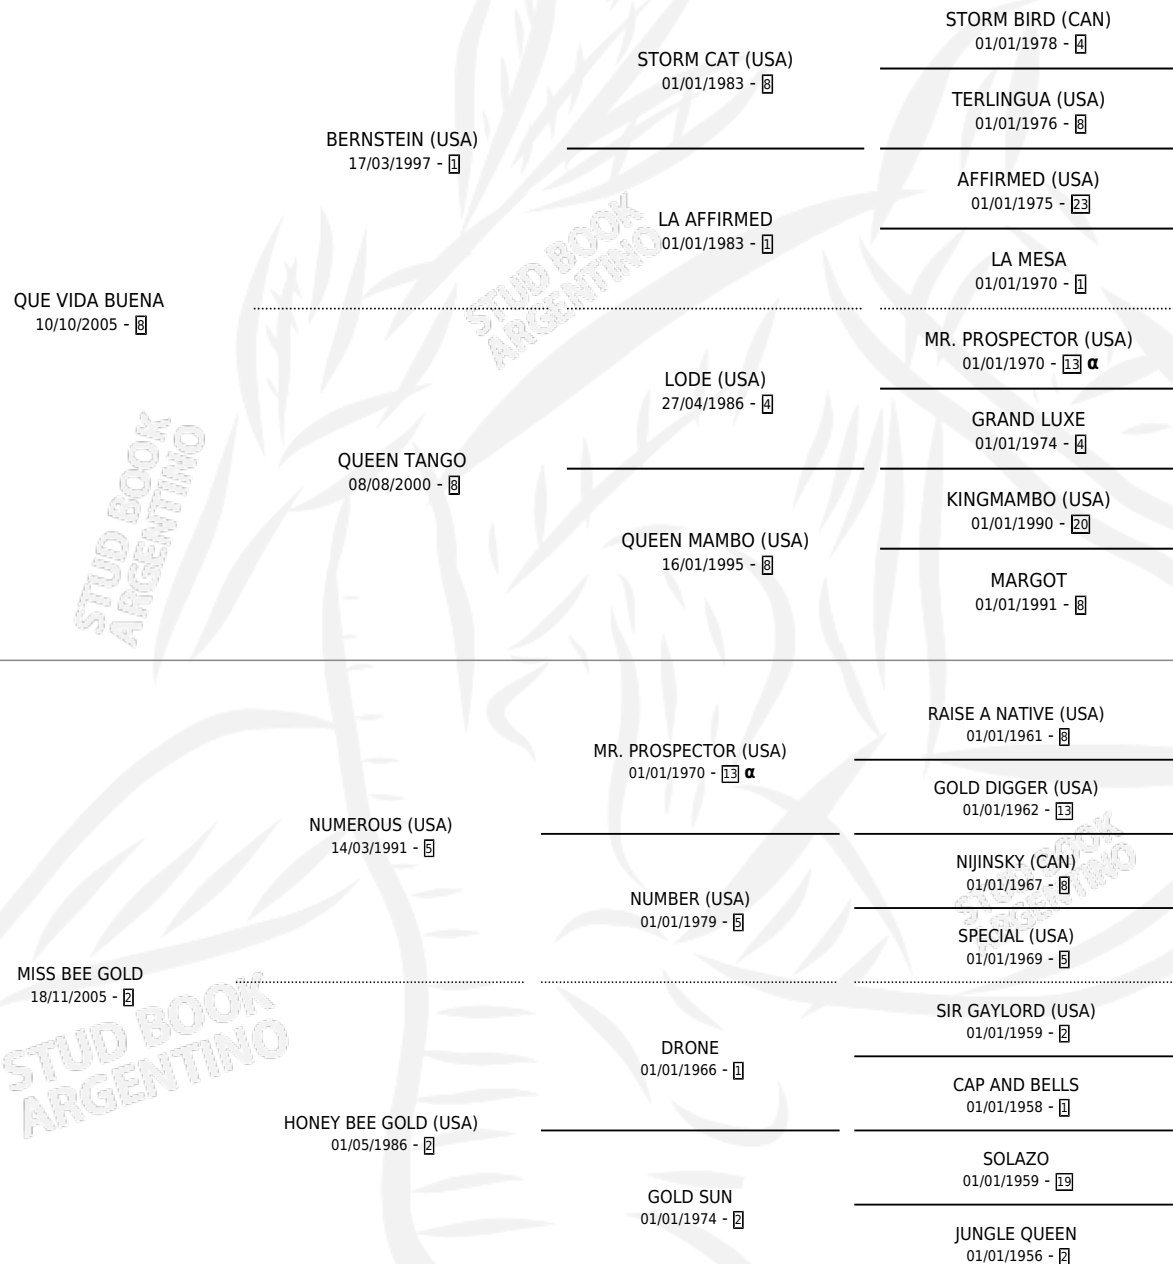 STORM BIRD (CAN)
01/01/1978 - 4
STORM CAT (USA)
01/01/1983 - 8
TERLINGUA (USA)
01/01/1976 - 8
BERNSTEIN (USA)
17/03/1997 - 1
AFFIRMED (USA)
01/01/1975 - 23
LA AFFIRMED
01/01/1983 - 1
LA MESA
01/01/1970 - 1
QUE VIDA BUENA
10/10/2005 - 8
MR. PROSPECTOR (USA)
01/01/1970 - 13 α
LODE (USA)
27/04/1986 - 4
GRAND LUXE
01/01/1974 - 4
QUEEN TANGO
08/08/2000 - 8
KINGMAMBO (USA)
01/01/1990 - 20
QUEEN MAMBO (USA)
16/01/1995 - 8
MARGOT
01/01/1991 - 8
RAISE A NATIVE (USA)
01/01/1961 - 8
MR. PROSPECTOR (USA)
01/01/1970 - 13 α
GOLD DIGGER (USA)
01/01/1962 - 13
NUMEROUS (USA)
14/03/1991 - 5
NIJINSKY (CAN)
01/01/1967 - 8
NUMBER (USA)
01/01/1979 - 5
SPECIAL (USA)
01/01/1969 - 5
MISS BEE GOLD
18/11/2005 - 2
SIR GAYLORD (USA)
01/01/1959 - 2
DRONE
01/01/1966 - 1
CAP AND BELLS
01/01/1958 - 1
HONEY BEE GOLD (USA)
01/05/1986 - 2
SOLAZO
01/01/1959 - 19
GOLD SUN
01/01/1974 - 2
JUNGLE QUEEN
01/01/1956 - 2
STUD BOOK
ARGENTINO
STUD BOOK
ARGENTINO
STUD BOOK
ARGENTINO
STUD BOOK
ARGENTINO